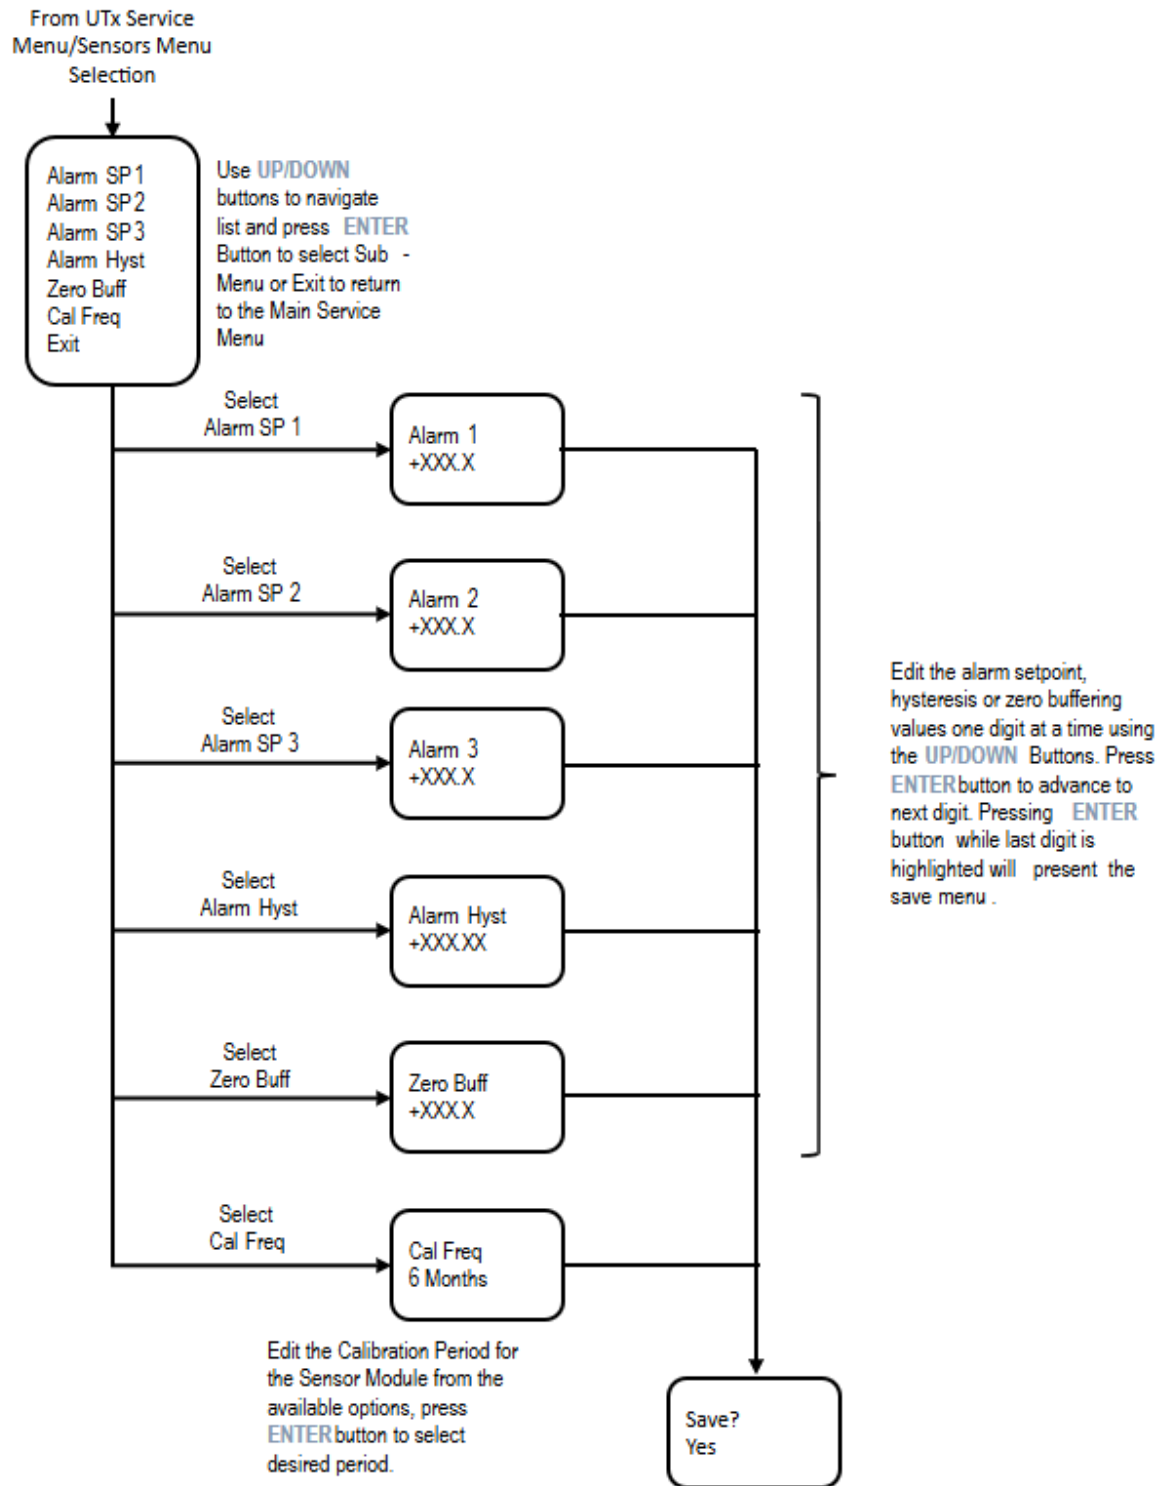 From UTx Service
Menu/Sensors Menu
Selection
Alarm SP 1
Alarm SP 2
Alarm SP 3
Alarm Hyst
Zero Buff
Cal Freq
Exit
Use UP/DOWN
buttons to navigate
list and press ENTER
Button to select Sub -
Menu or Exit to return
to the Main Service
Menu
Select
Alarm SP 1
Alarm 1
+XXX.X
Select
Alarm SP 2
Alarm 2
+XXX.X
Select
Alarm SP 3
Alarm 3
+XXX.X
Select
Alarm Hyst
Alarm Hyst
+XXX.XX
Select
Zero Buff
Zero Buff
+XXX.X
Edit the alarm setpoint,
hysteresis or zero buffering
values one digit at a time using
the UP/DOWN Buttons. Press
ENTER button to advance to
next digit. Pressing ENTER
button while last digit is
highlighted will present the
save menu .
Select
Cal Freq
Cal Freq
6 Months
Edit the Calibration Period for
the Sensor Module from the
available options, press
ENTER button to select
desired period.
Save?
Yes